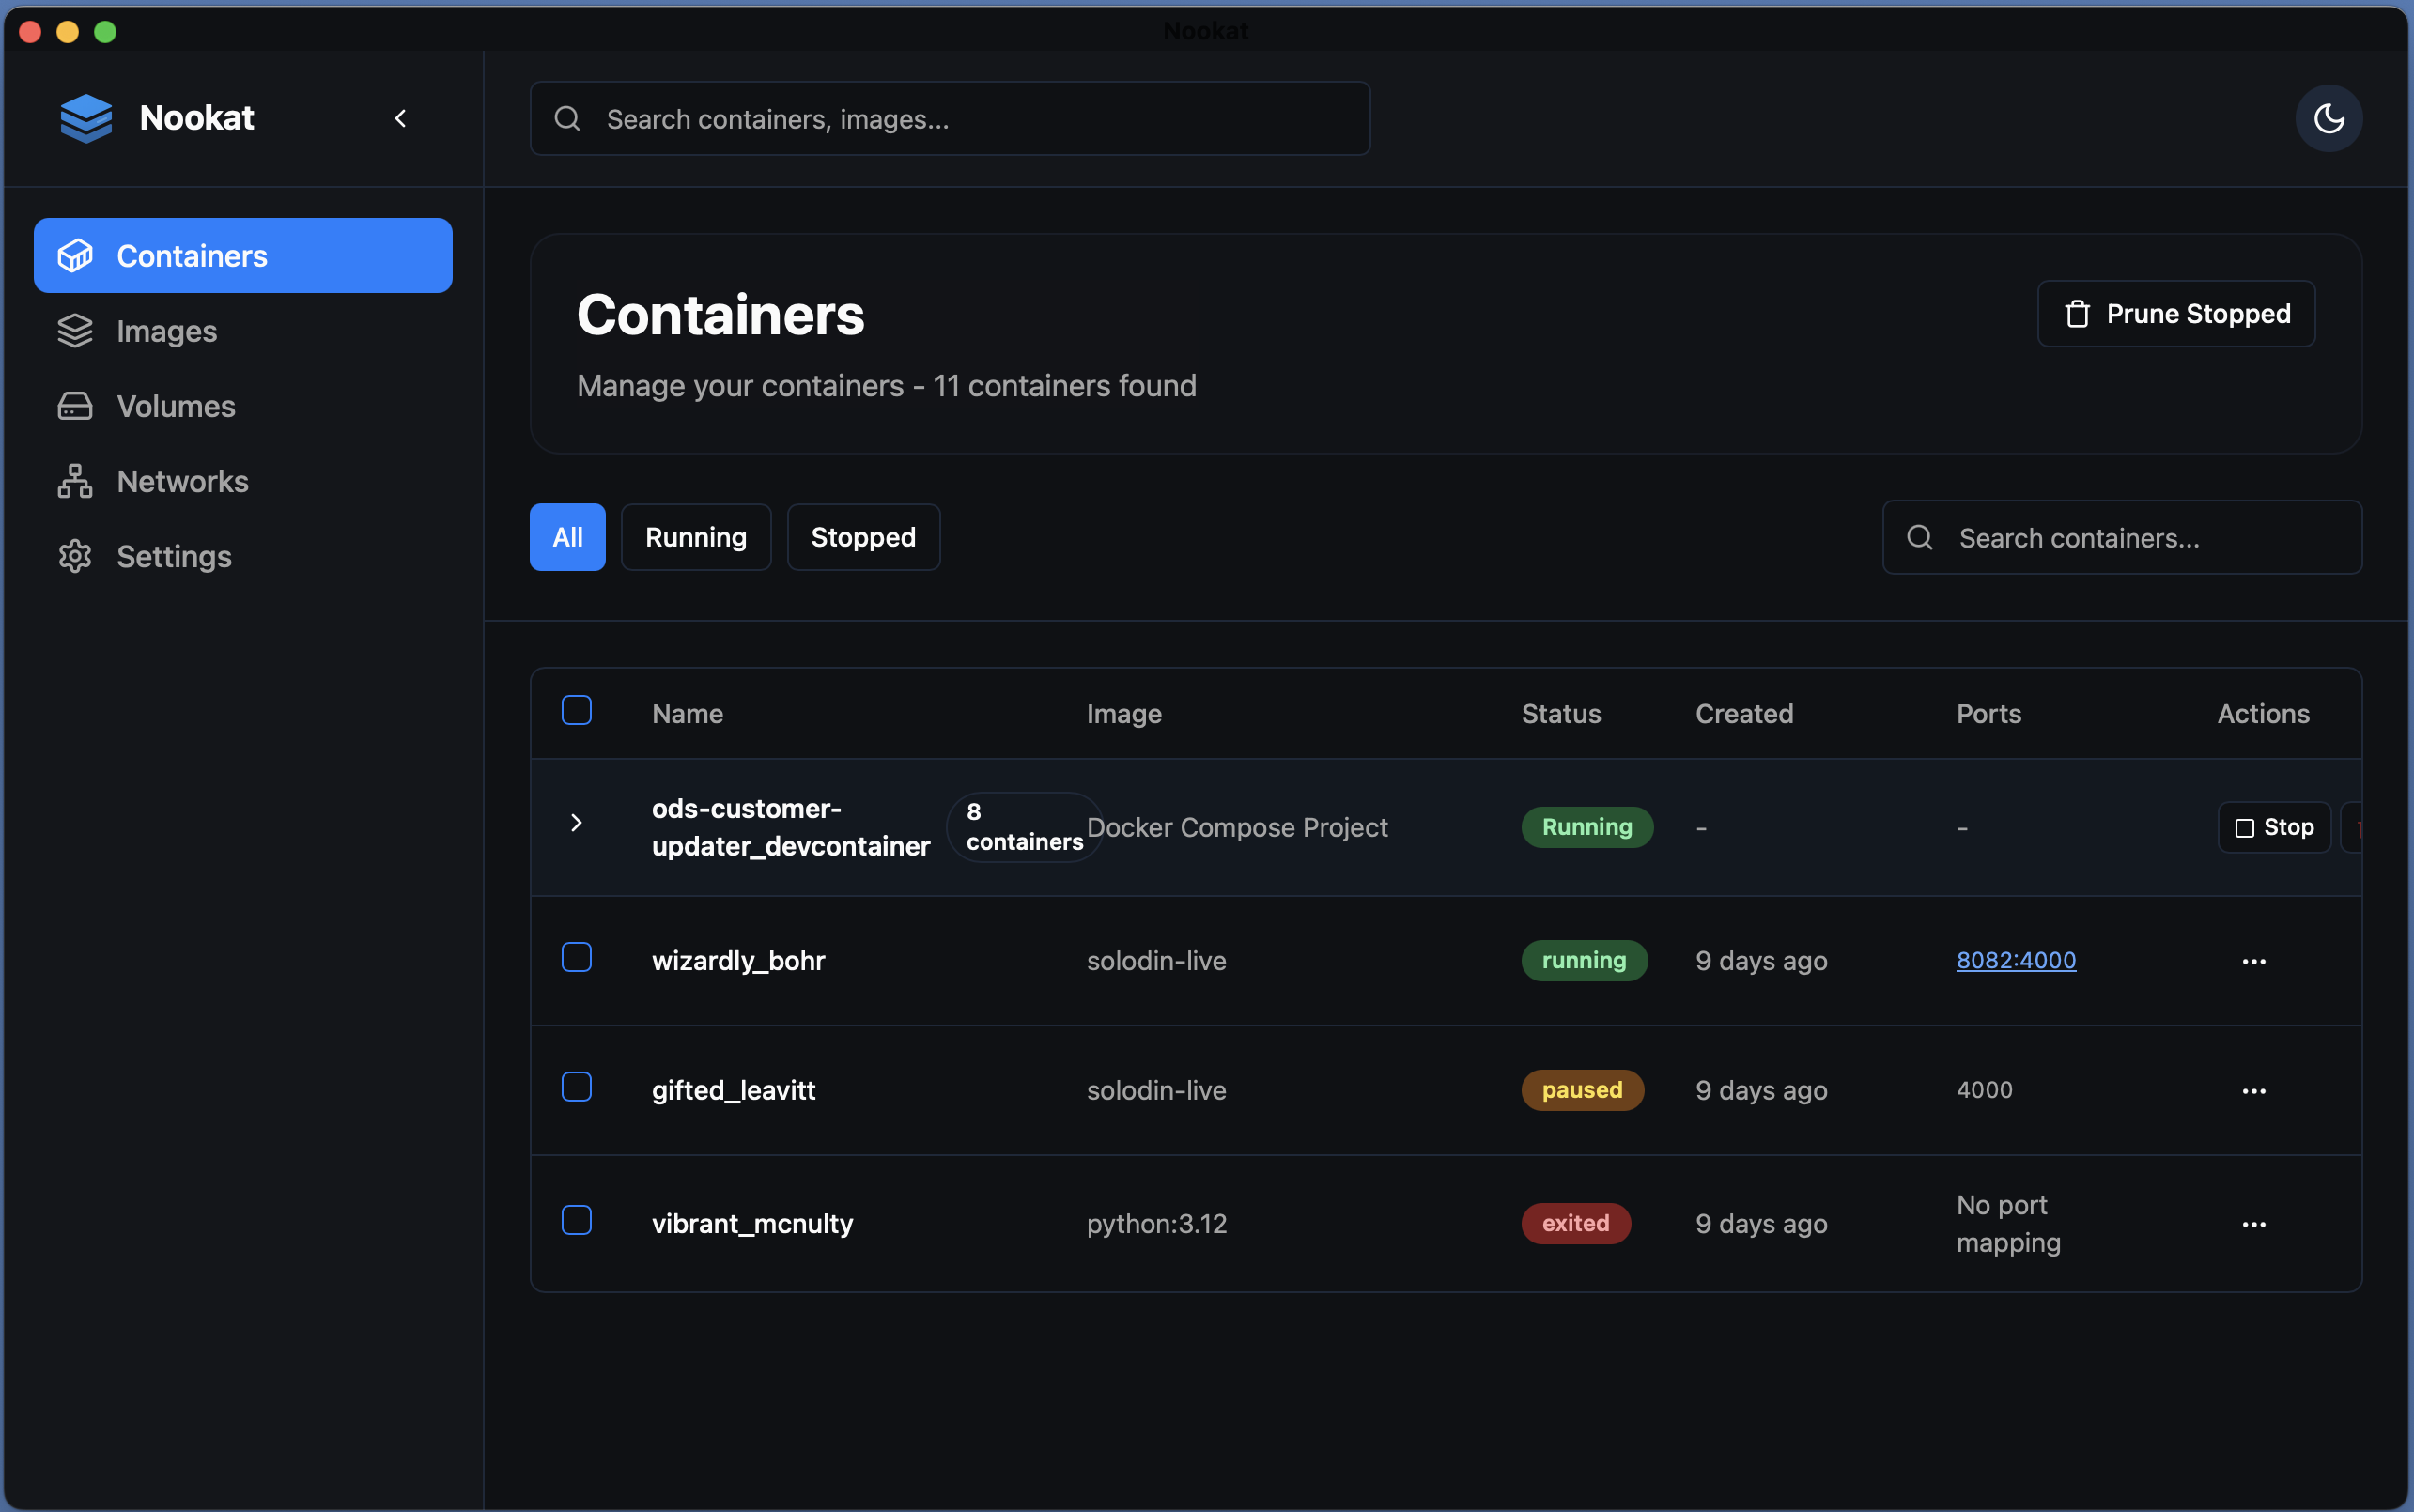 Nookat
Nookat
Search containers, images...
Containers
Images
Volumes
Networks
Settings
Containers
Manage your containers - 11 containers found
Prune Stopped
All
Running
Stopped
Search containers...
Name
Image
Status
Created
Ports
Actions
ods-customer-
updater_devcontainer
8
containers
Docker Compose Project
Running
-
-
Stop
wizardly_bohr
solodin-live
running
9 days ago
8082:4000
gifted_leavitt
solodin-live
paused
9 days ago
4000
vibrant_mcnulty
python:3.12
exited
9 days ago
No port
mapping